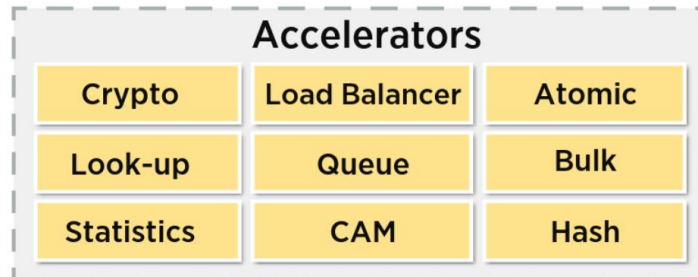 Accelerators
Crypto
Load Balancer
Atomic
Look-up
Queue
Bulk
Statistics
CAM
Hash